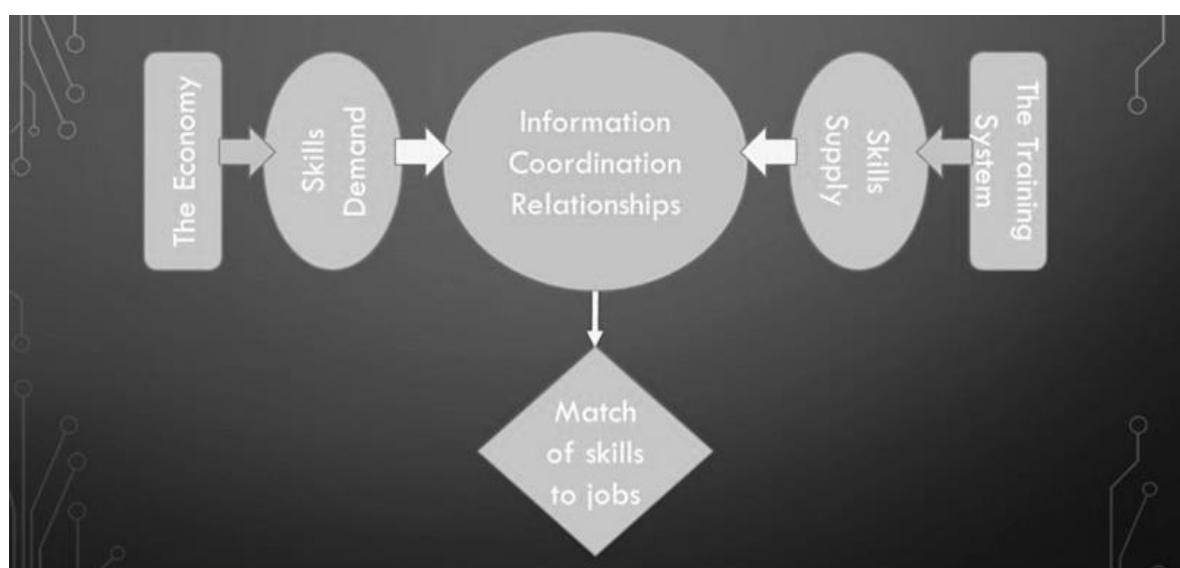 The Economy
Skills
Demand
Information
Coordination
Relationships
Skills
Supply
The Training
System
Match
of skills
to jobs